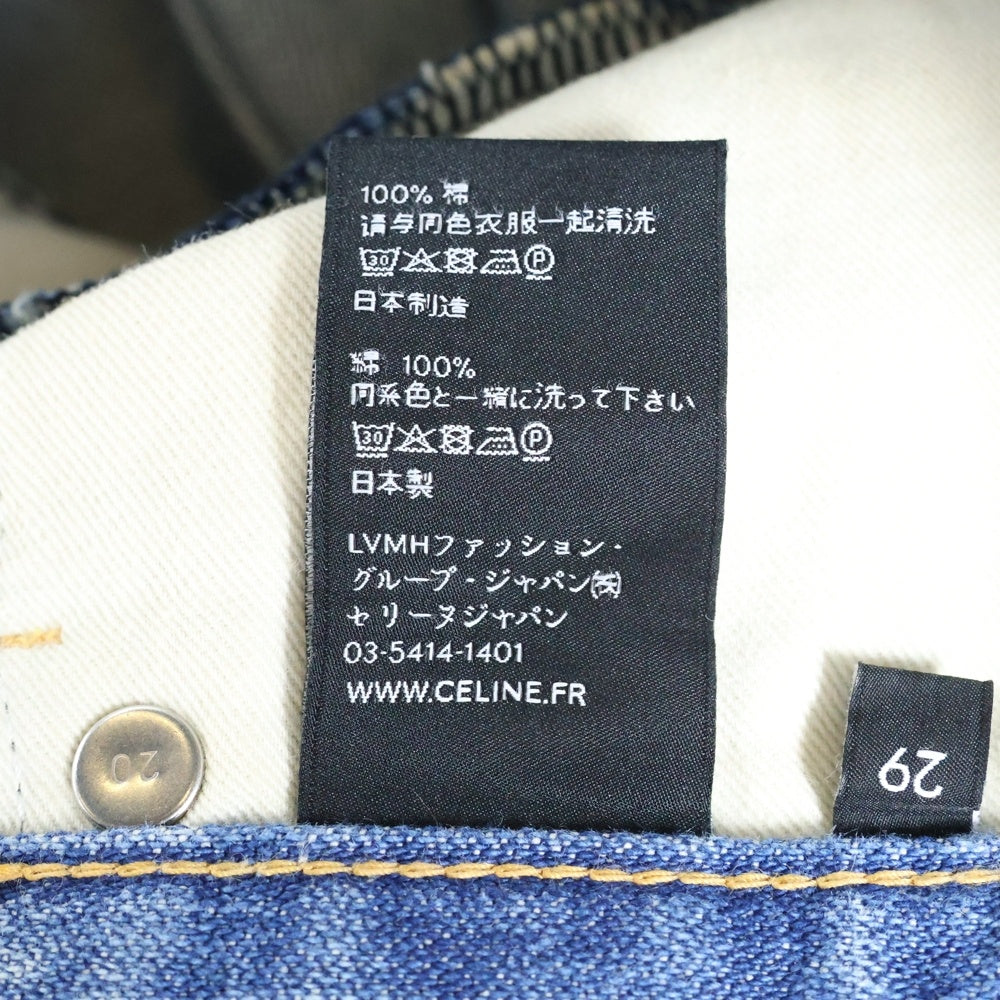 100% 棉
请与同色衣服一起清洗
30 P
日本制造
綿 100%
同系色と一緒に洗って下さい
30 P
日本製
LVMHファッション・
グループ・ジャパン㈱
セリーヌジャパン
03-5414-1401
WWW.CELINE.FR
20
29